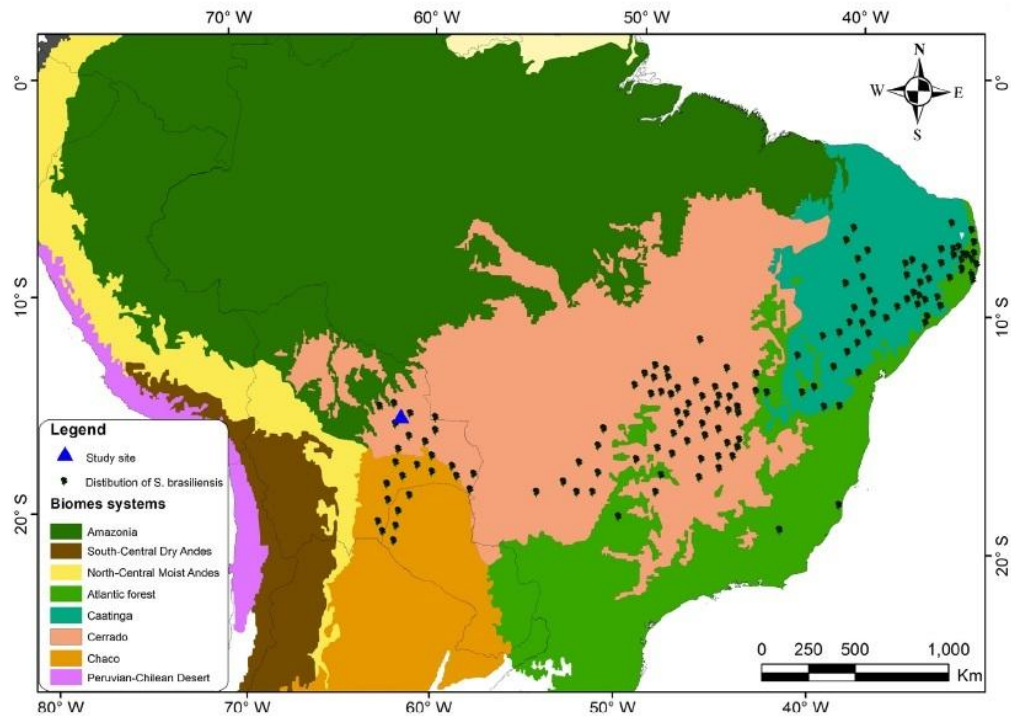 70° W 60° W 50° W 40° W
N
W E
S
0° 0°
10° S 10° S
20° S 20° S
Legend
Study site
Distibution of S. brasiliensis
Biomes systems
Amazonía
South-Central Dry Andes
North-Central Moist Andes
Atlantic forest
Caatinga
Cerrado
Chaco
Peruvian-Chilean Desert
0 250 500 1,000
Km
80° W 70° W 60° W 50° W 40° W